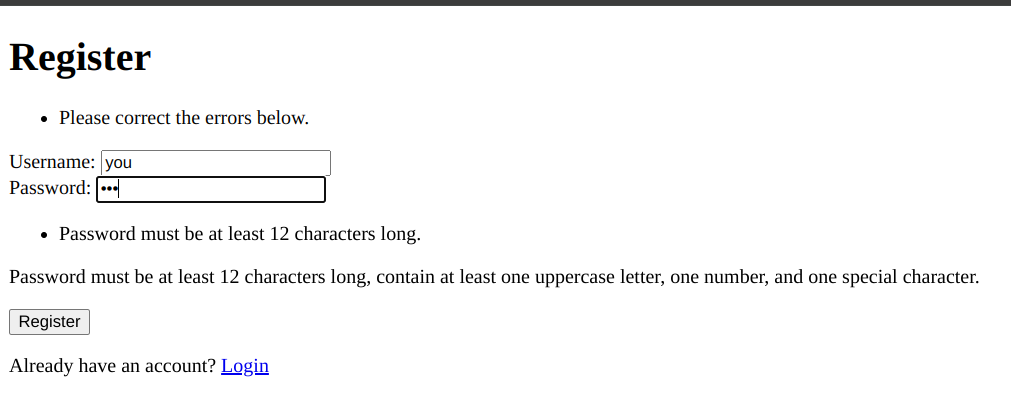 Register
• Please correct the errors below.
Username: you
Password: •••
• Password must be at least 12 characters long.
Password must be at least 12 characters long, contain at least one uppercase letter, one number, and one special character.
Register
Already have an account? Login